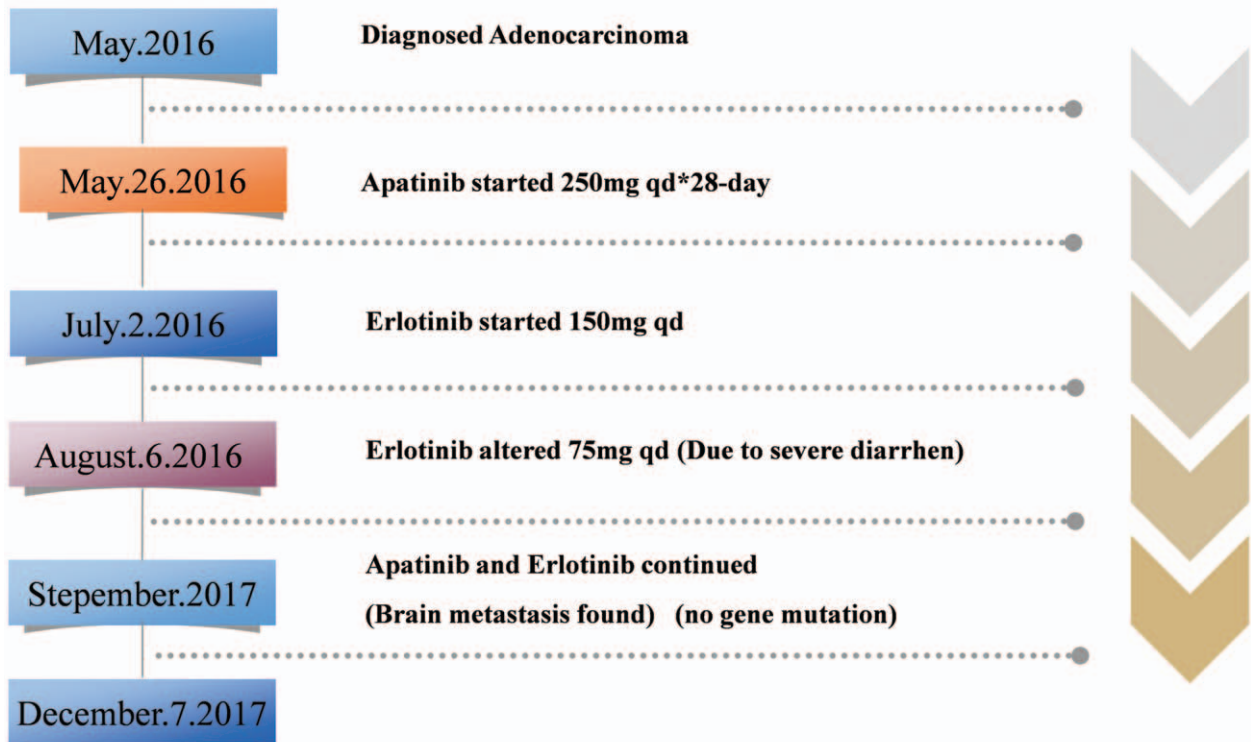 May.2016
Diagnosed Adenocarcinoma
May.26.2016
Apatinib started 250mg qd*28-day
July.2.2016
Erlotinib started 150mg qd
August.6.2016
Erlotinib altered 75mg qd (Due to severe diarrhen)
Stepember.2017
Apatinib and Erlotinib continued
(Brain metastasis found) (no gene mutation)
December.7.2017